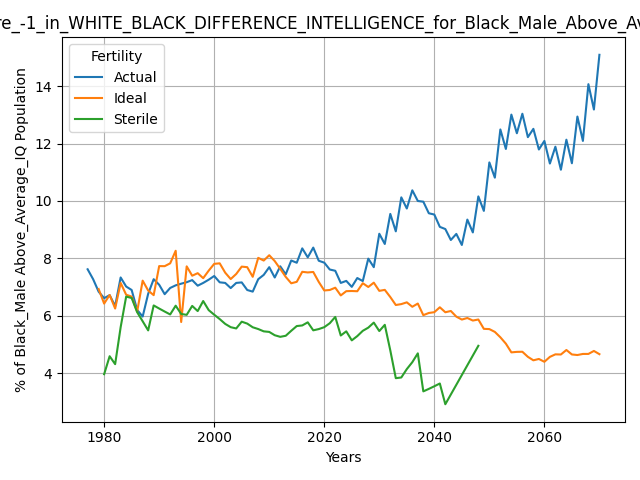 re_-1_in_WHITE_BLACK_DIFFERENCE_INTELLIGENCE_for_Black_Male_Above_Av
Fertility
Actual
Ideal
Sterile
% of Black_Male Above_Average_IQ Population
14
12
10
8
6
4
1980 2000 2020 2040 2060
Years